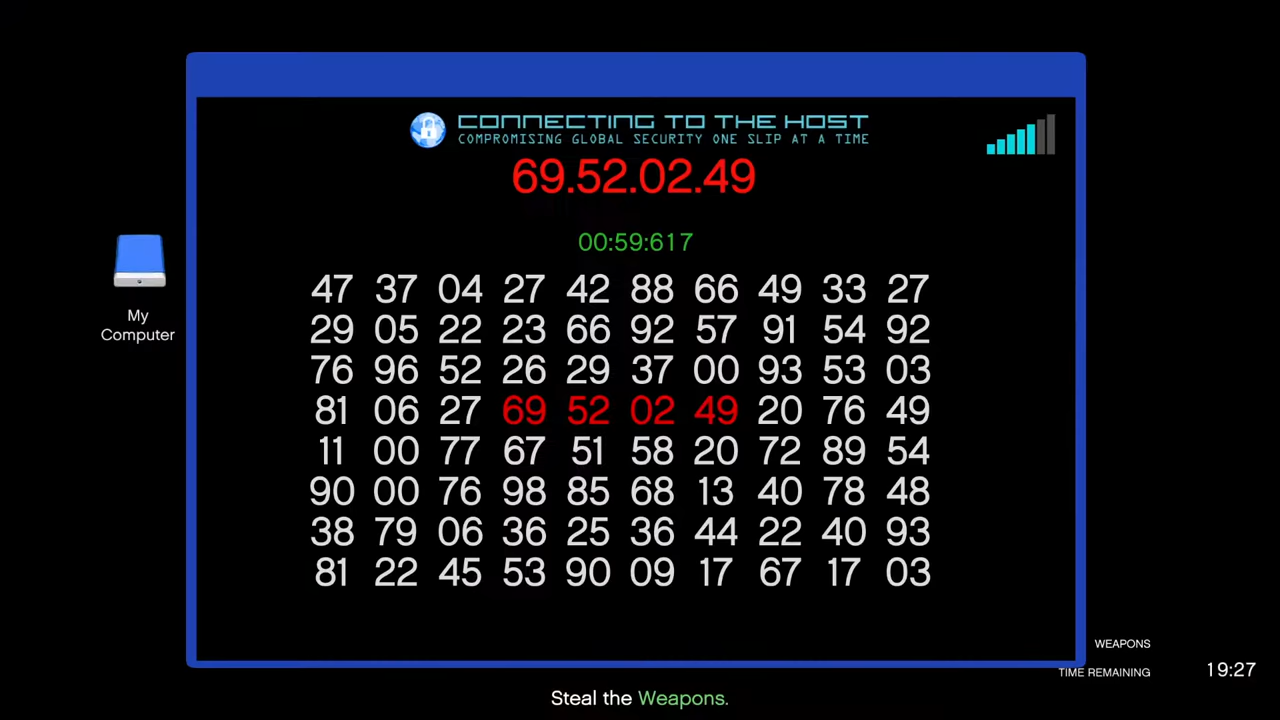 CONNECTING TO THE HOST
COMPROMISING GLOBAL SECURITY ONE SLIP AT A TIME
69.52.02.49
00:59:617
47 37 04 27 42 88 66 49 33 27
29 05 22 23 66 92 57 91 54 92
76 96 52 26 29 37 00 93 53 03
81 06 27 69 52 02 49 20 76 49
11 00 77 67 51 58 20 72 89 54
90 00 76 98 85 68 13 40 78 48
38 79 06 36 25 36 44 22 40 93
81 22 45 53 90 09 17 67 17 03
My
Computer
WEAPONS
TIME REMAINING 19:27
Steal the Weapons.